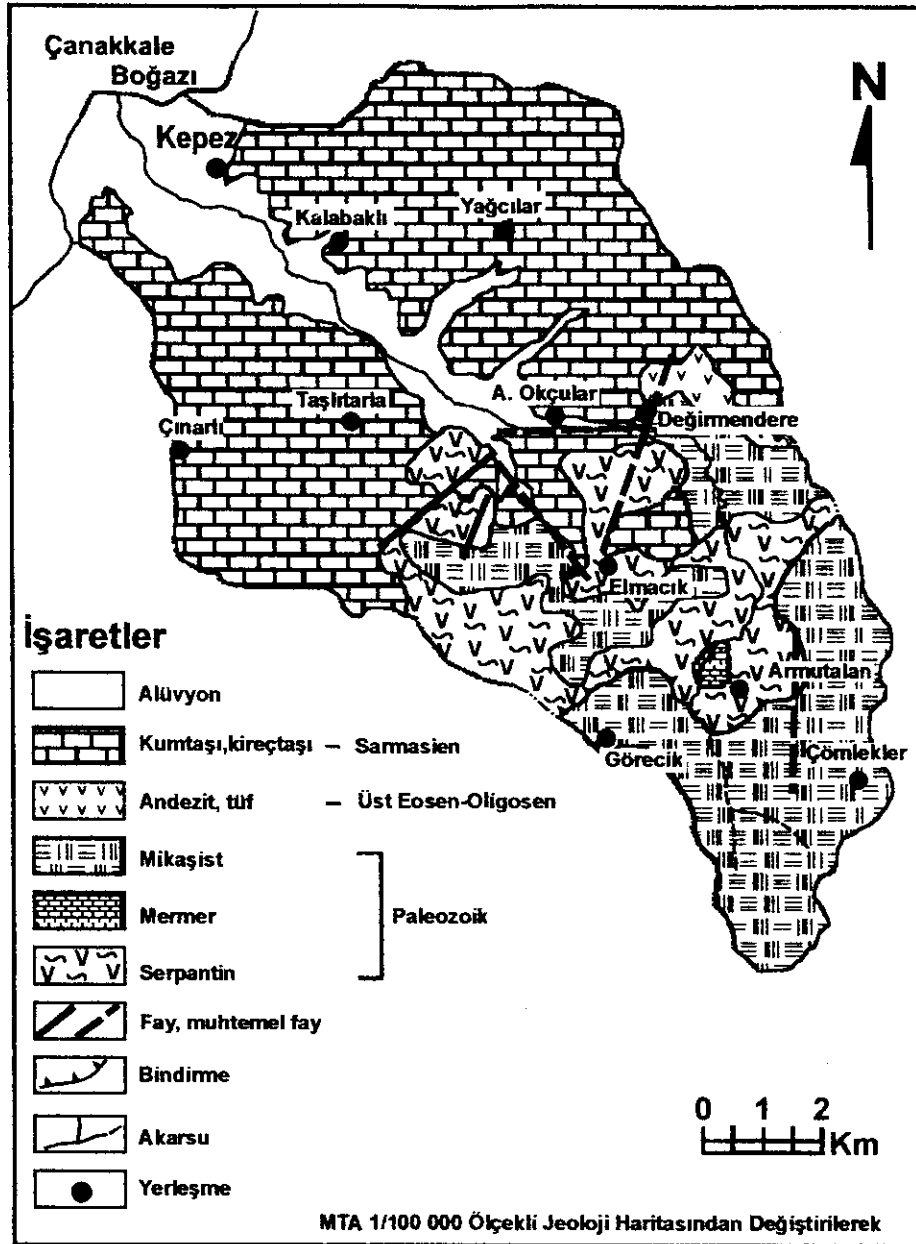 Çanakkale
Boğazı
N
Kepez
Kalabaklı
Yağcılar
A. Okçular
Taşlıtarla
Değirmendere
Çınarlı
Elmacık
Armutalan
Görecik
Çömlekler
İşaretler
Alüvyon
Kumtaşı,kireçtaşı – Sarmasien
Andezit, tüf – Üst Eosen-Oligosen
Mikaşist
Mermer
Paleozoik
Serpantin
Fay, muhtemel fay
Bindirme
Akarsu
Yerleşme
0 1 2
Km
MTA 1/100 000 Ölçekli Jeoloji Haritasından Değiştirilerek